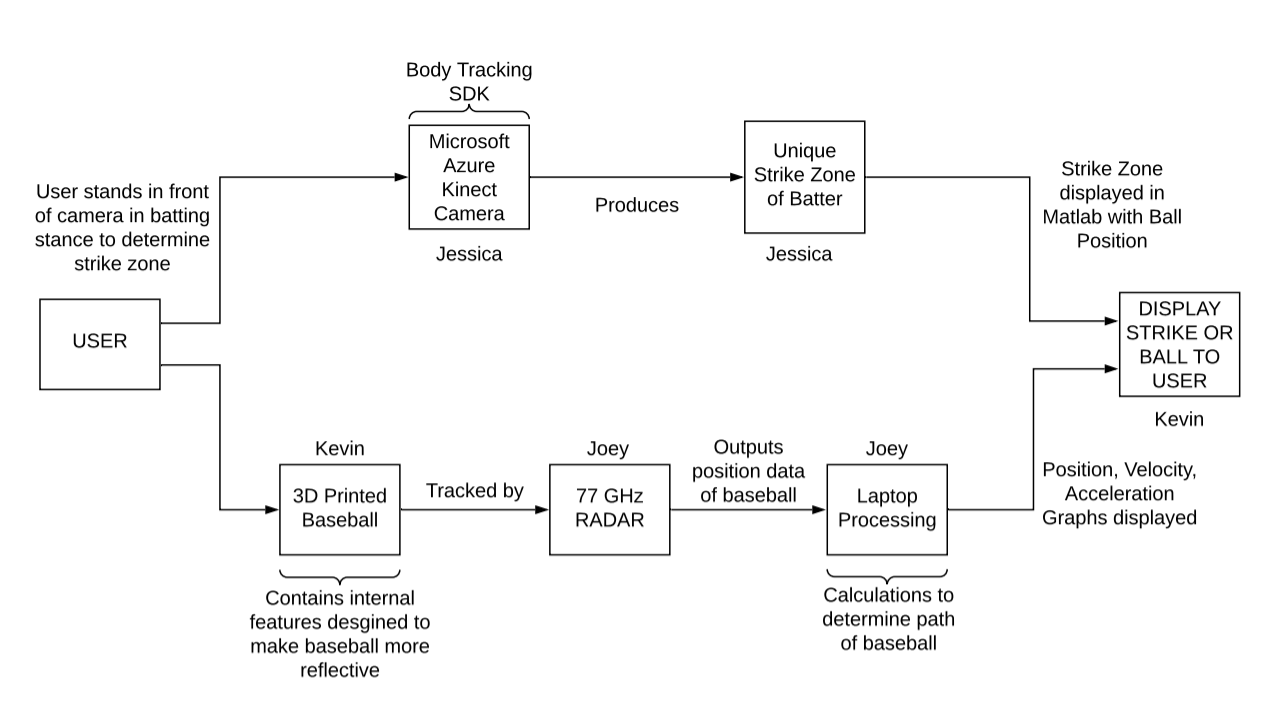 Body Tracking
SDK
Microsoft
Azure
Kinect
Camera
Jessica
Produces
Unique
Strike Zone
of Batter
Jessica
Strike Zone
displayed in
Matlab with Ball
Position
User stands in front
of camera in batting
stance to determine
strike zone
USER
DISPLAY
STRIKE OR
BALL TO
USER
Kevin
Kevin
3D Printed
Baseball
Contains internal
features desgined to
make baseball more
reflective
Tracked by
Joey
77 GHz
RADAR
Outputs
position data
of baseball
Joey
Laptop
Processing
Calculations to
determine path
of baseball
Position, Velocity,
Acceleration
Graphs displayed